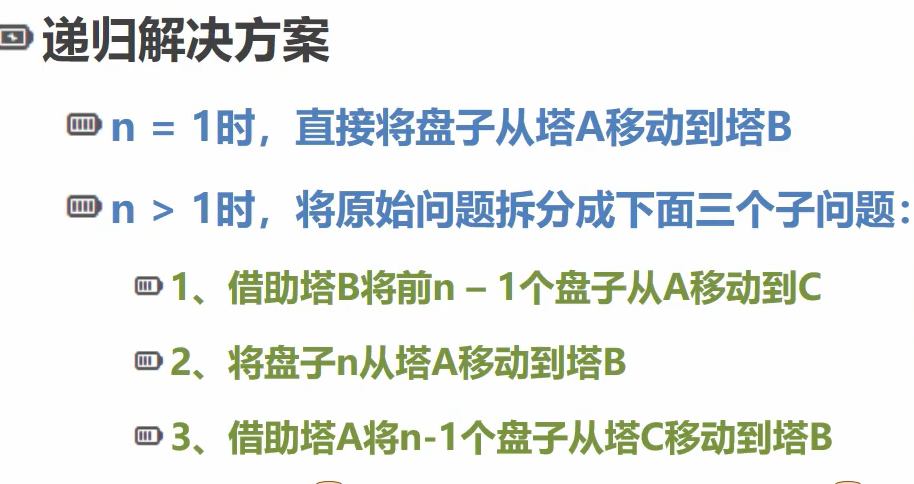 递归解决方案
n = 1时，直接将盘子从塔A移动到塔B
n > 1时，将原始问题拆分成下面三个子问题：
1、借助塔B将前n – 1个盘子从A移动到C
2、将盘子n从塔A移动到塔B
3、借助塔A将n-1个盘子从塔C移动到塔B